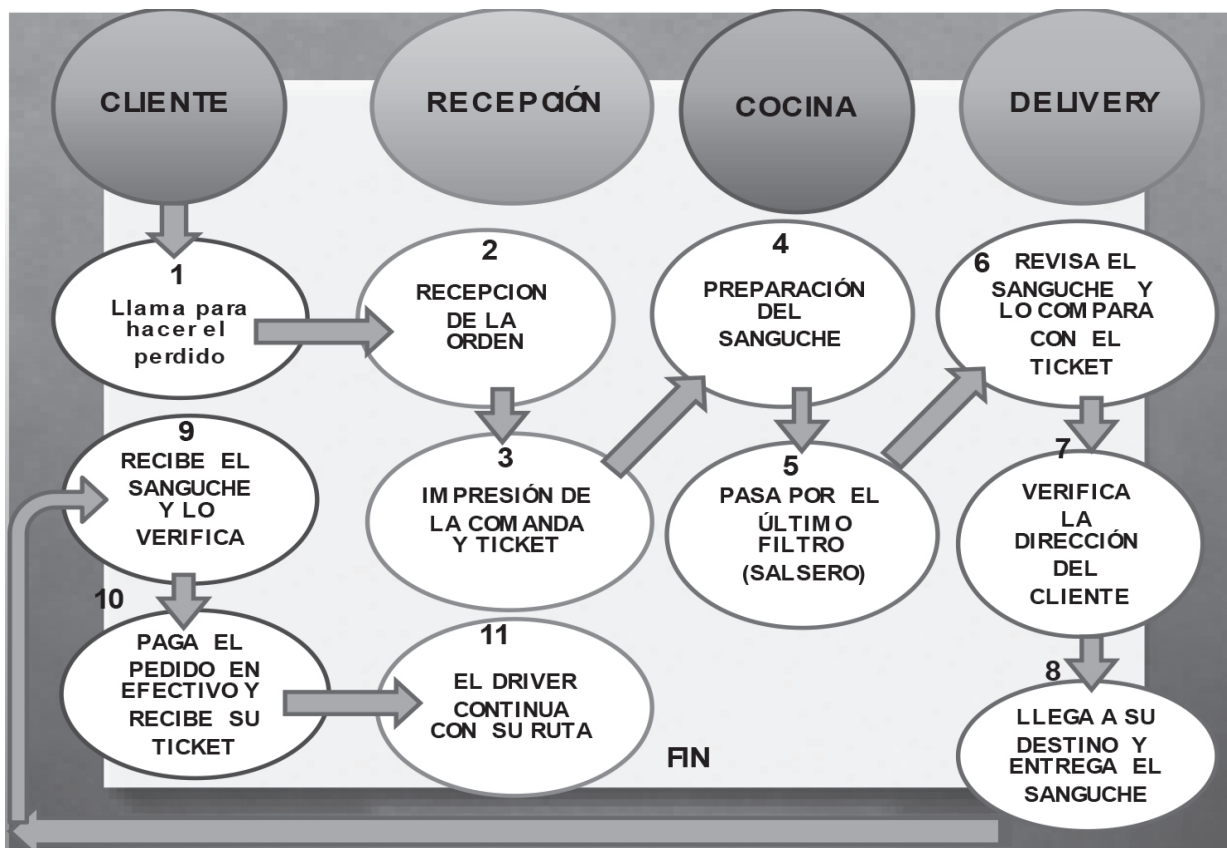 CLIENTE
RECEPCIÓN
COCINA
DELIVERY
1
Llama para
hacer el
perdido
2
RECEPCION
DE LA
ORDEN
3
IMPRESIÓN DE
LA COMANDA
Y TICKET
4
PREPARACIÓN
DEL
SANGUCHE
5
PASA POR EL
ÚLTIMO
FILTRO
(SALSERO)
6
REVISA EL
SANGUCHE Y
LO COMPARA
CON EL
TICKET
7
VERIFICA
LA
DIRECCIÓN
DEL
CLIENTE
8
LLEGA A SU
DESTINO Y
ENTREGA EL
SANGUCHE
9
RECIBE EL
SANGUCHE
Y LO
VERIFICA
10
PAGA EL
PEDIDO EN
EFECTIVO Y
RECIBE SU
TICKET
11
EL DRIVER
CONTINUA
CON SU RUTA
FIN